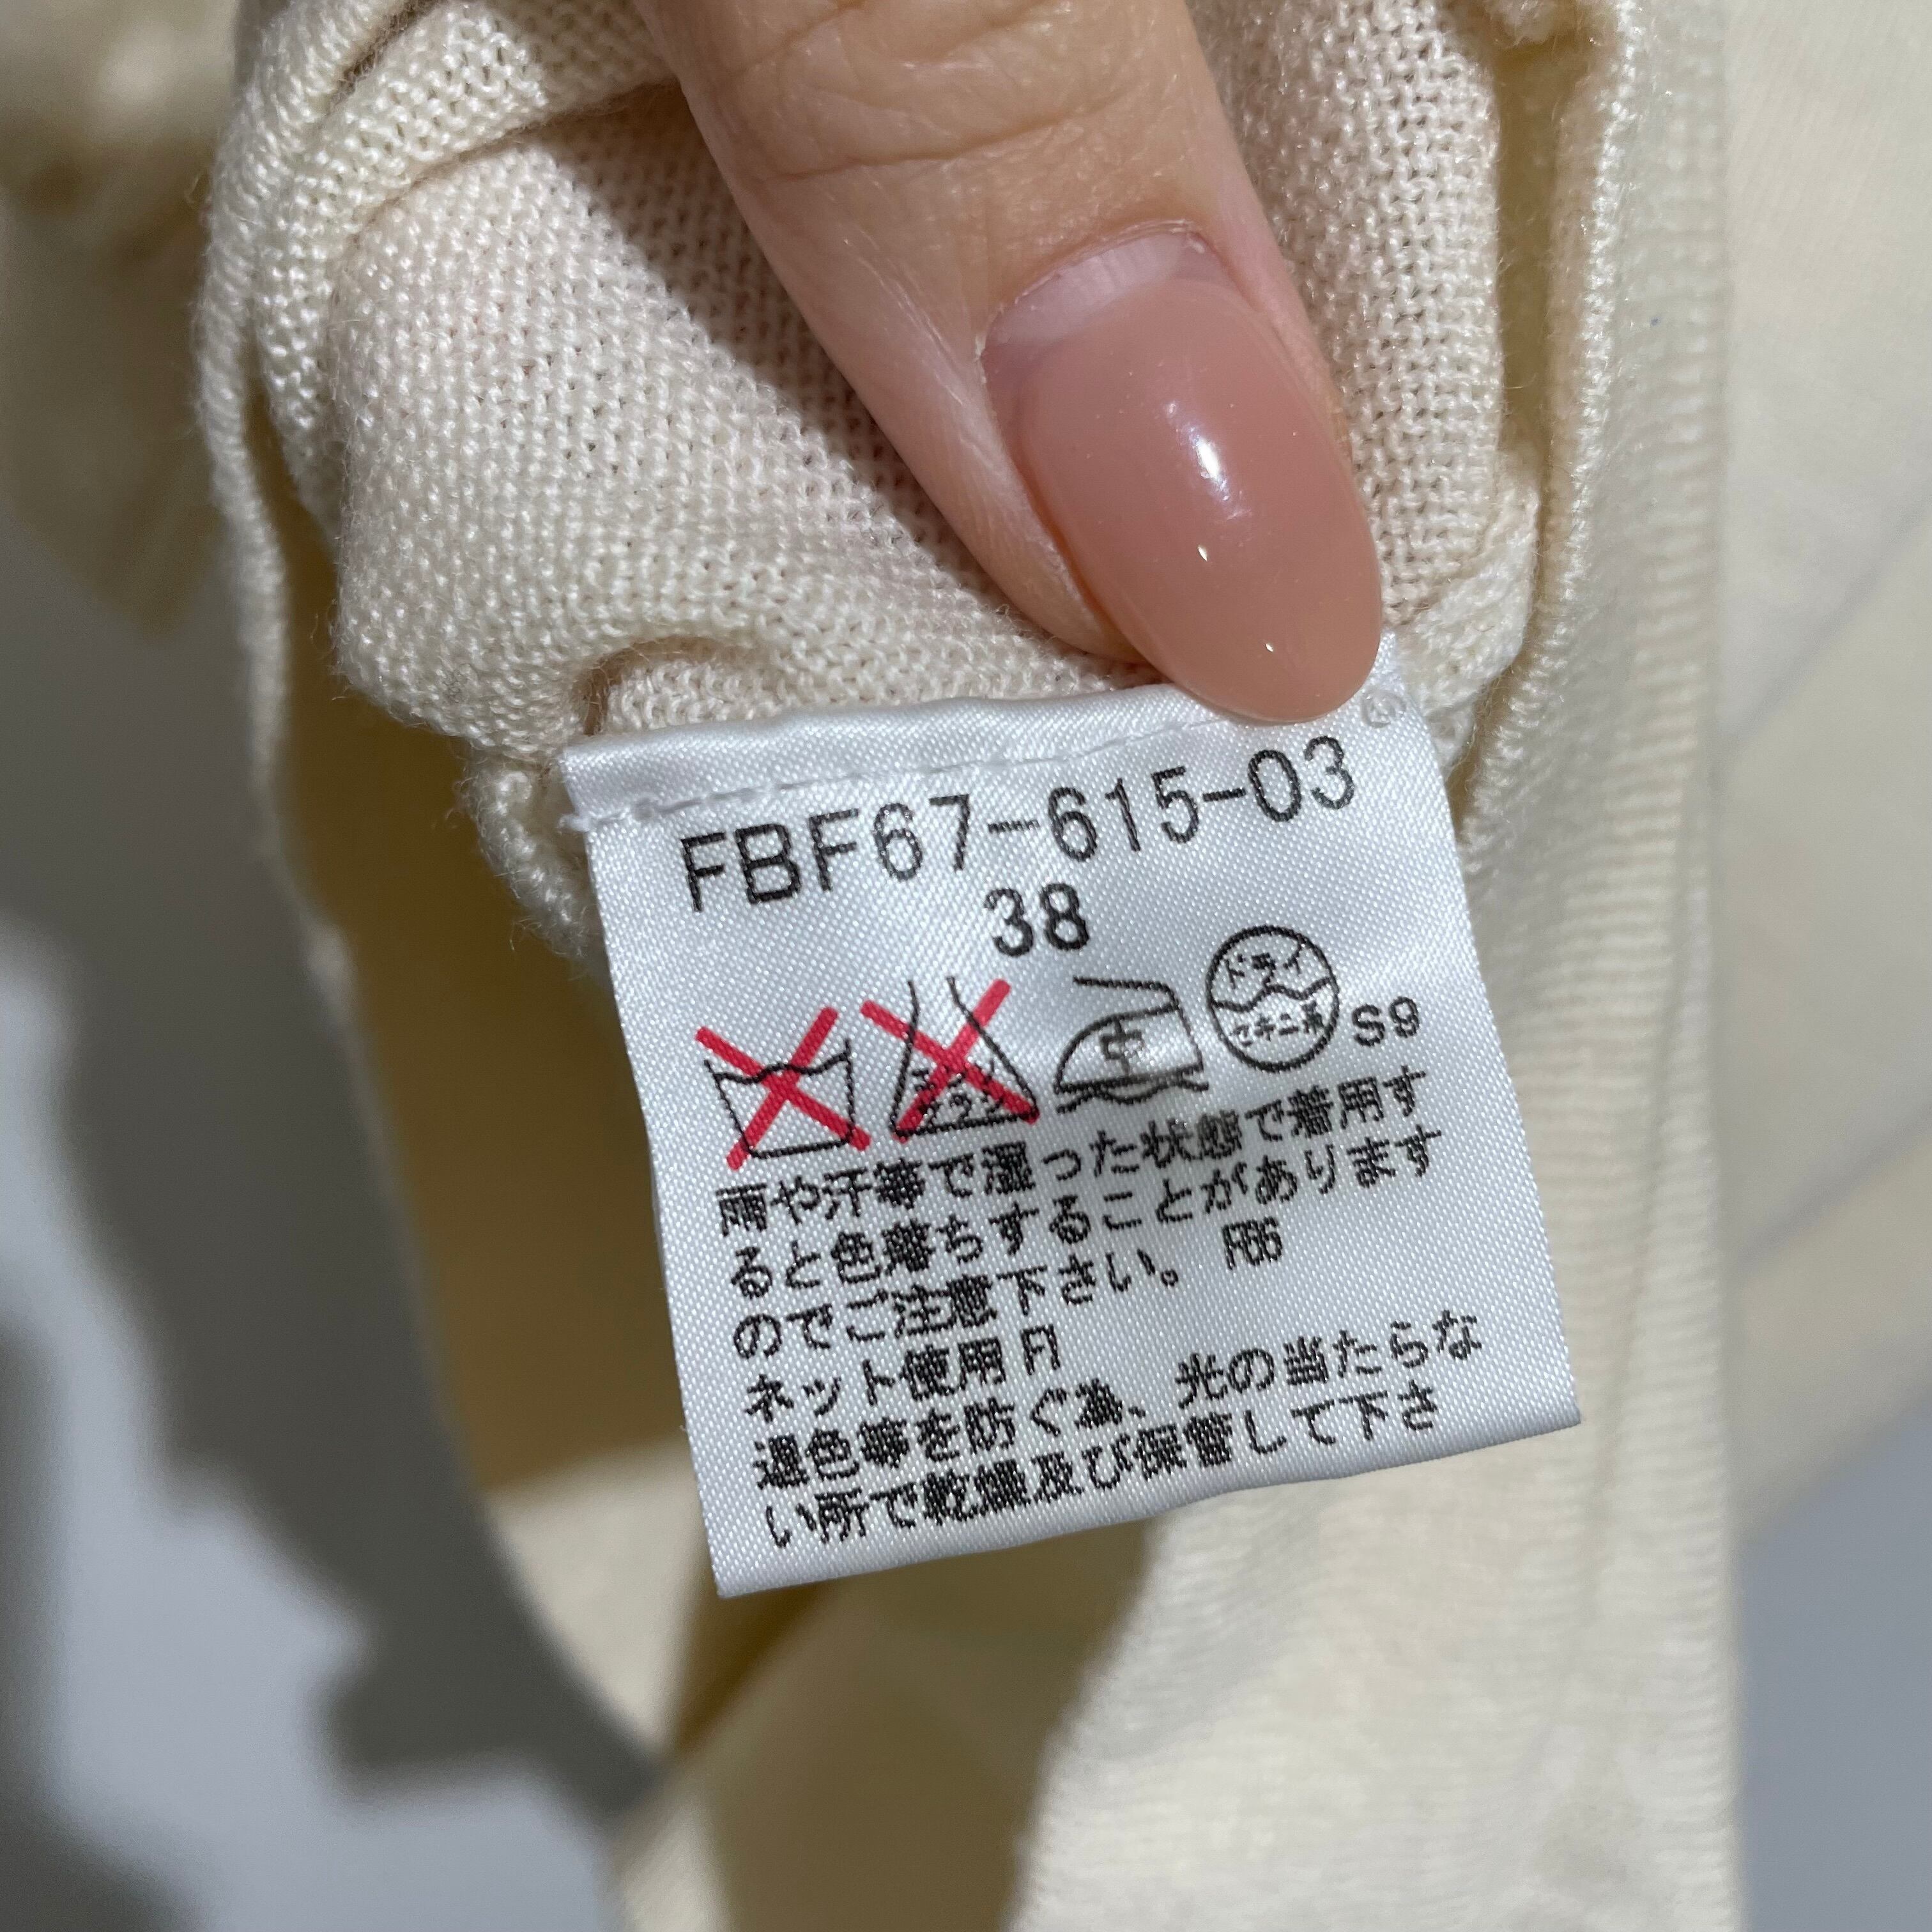 FBF67-615-03
38
中
ドライ
セキユ系
S9
雨や汗等で湿った状態で着用す
ると色落ちすることがあります
のでご注意下さい。 F66
ネット使用 R
退色等を防ぐ為、光の当たらな
い所で乾燥及び保管して下さ